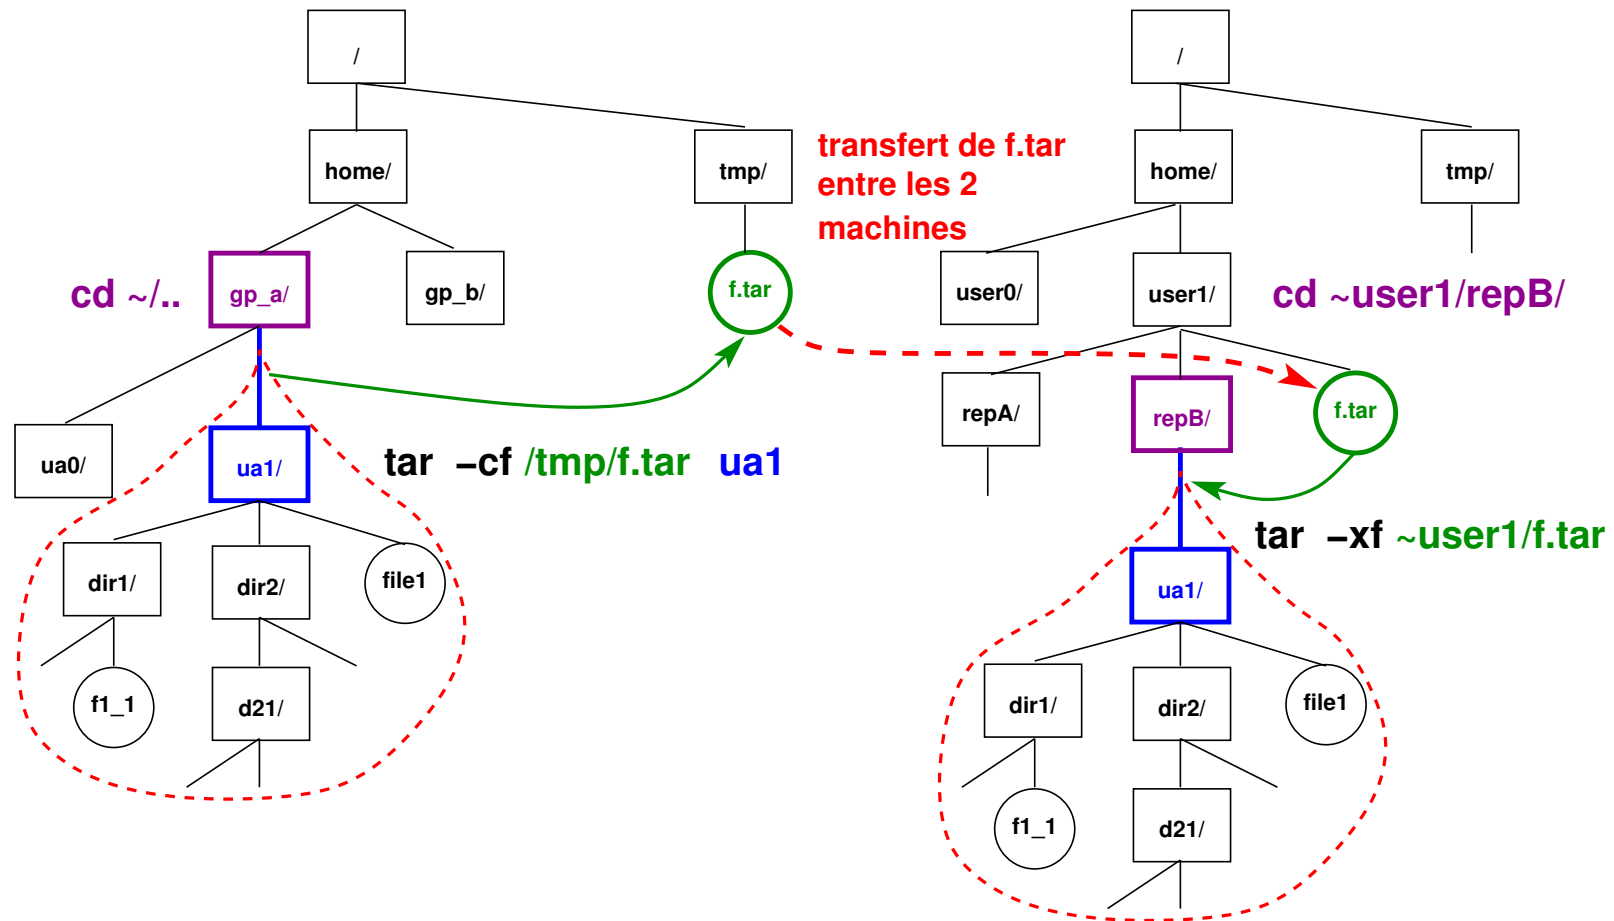 /
home/
tmp/
transfert de f.tar
entre les 2
machines
cd ~/..
gp_a/
gp_b/
f.tar
ua0/
ua1/
tar −cf /tmp/f.tar ua1
dir1/
dir2/
file1
f1_1
d21/
/
home/
tmp/
user0/
user1/
cd ~user1/repB/
repA/
repB/
f.tar
tar −xf ~user1/f.tar
ua1/
dir1/
dir2/
file1
f1_1
d21/